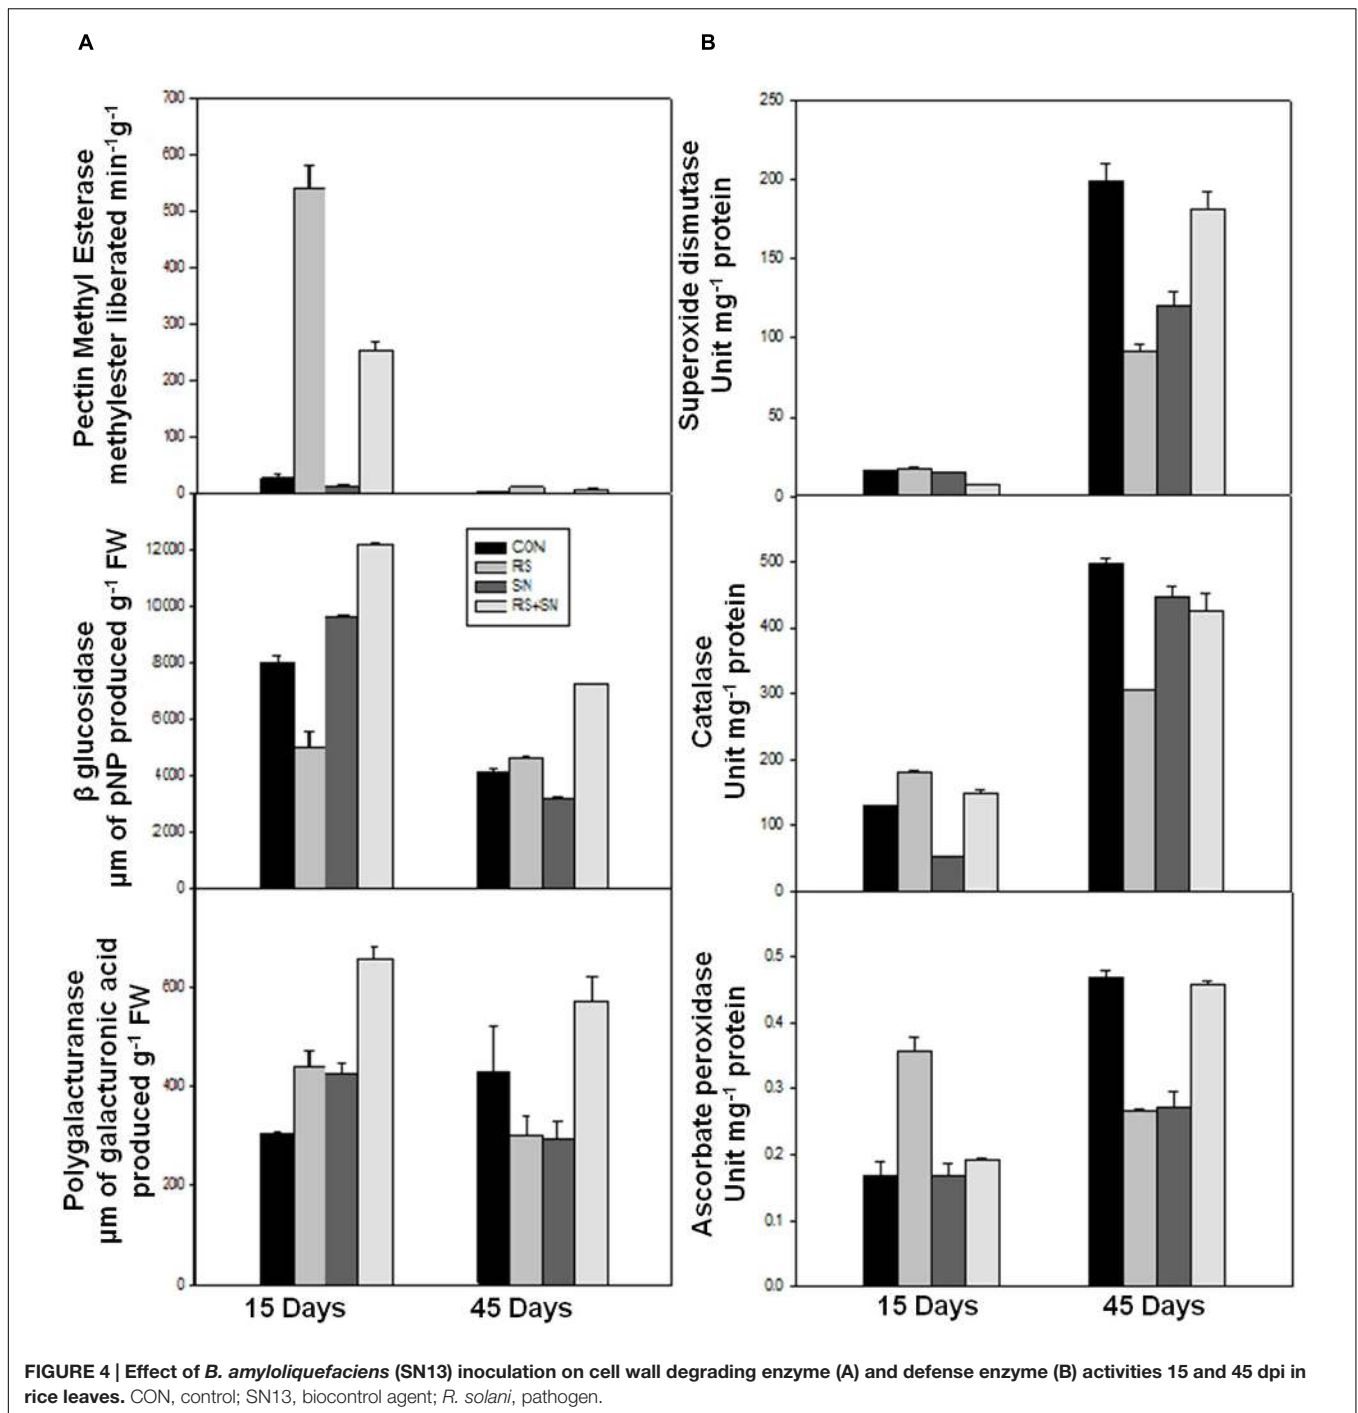 A
Pectin Methyl Esterase
methylester liberated min⁻¹g⁻¹
700
600
500
400
300
200
100
0
β glucosidase
µm of pNP produced g⁻¹ FW
12000
10000
8000
6000
4000
2000
0
CON
RS
SN
RS+SN
Polygalacturanase
µm of galacturonic acid
produced g⁻¹ FW
600
400
200
0
15 Days
45 Days
B
Superoxide dismutase
Unit mg⁻¹ protein
250
200
150
100
50
0
Catalase
Unit mg⁻¹ protein
500
400
300
200
100
0
Ascorbate peroxidase
Unit mg⁻¹ protein
0.5
0.4
0.3
0.2
0.1
0.0
15 Days
45 Days
FIGURE 4 | Effect of B. amyloliquefaciens (SN13) inoculation on cell wall degrading enzyme (A) and defense enzyme (B) activities 15 and 45 dpi in
rice leaves. CON, control; SN13, biocontrol agent; R. solani, pathogen.